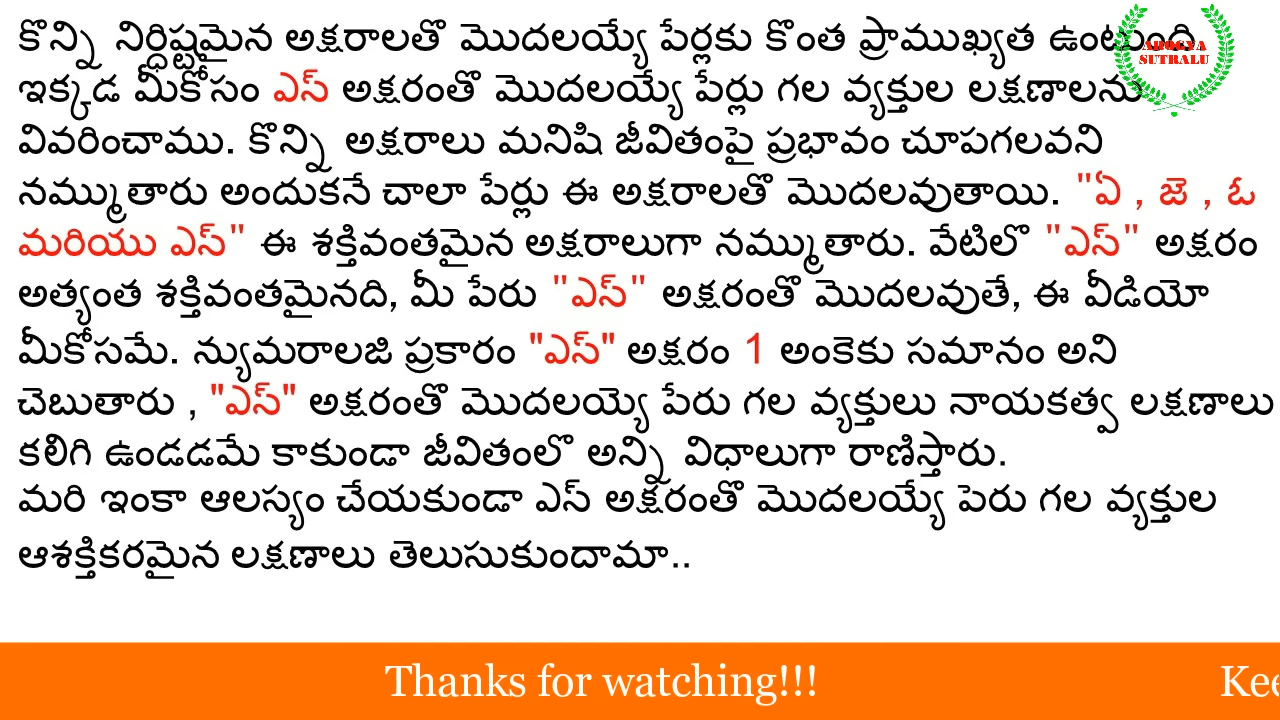 కొన్ని నిర్ధిష్టమైన అక్షరాలతొ మొదలయ్యే పేర్లకు కొంత ప్రాముఖ్యత ఉంటుంది.
AROGYA
SUTRALU
ఇక్కడ మీకోసం ఎస్ అక్షరంతొ మొదలయ్యే పేర్లు గల వ్యక్తుల లక్షణాలను
వివరించాము. కొన్ని అక్షరాలు మనిషి జీవితంపై ప్రభావం చూపగలవని
నమ్ముతారు అందుకనే చాలా పేర్లు ఈ అక్షరాలతొ మొదలవుతాయి. "ఏ , జె , ఓ
మరియు ఎస్" ఈ శక్తివంతమైన అక్షరాలుగా నమ్ముతారు. వేటిలొ "ఎస్" అక్షరం
అత్యంత శక్తివంతమైనది, మీ పేరు "ఎస్" అక్షరంతొ మొదలవుతే, ఈ వీడియో
మీకోసమే. న్యుమరాలజి ప్రకారం "ఎస్" అక్షరం 1 అంకెకు సమానం అని
చెబుతారు , "ఎస్" అక్షరంతొ మొదలయ్యె పేరు గల వ్యక్తులు నాయకత్వ లక్షణాలు
కలిగి ఉండడమే కాకుండా జీవితంలొ అన్ని విధాలుగా రాణిస్తారు.
మరి ఇంకా ఆలస్యం చేయకుండా ఎస్ అక్షరంతొ మొదలయ్యే పెరు గల వ్యక్తుల
ఆశక్తికరమైన లక్షణాలు తెలుసుకుందామా..
Thanks for watching!!!